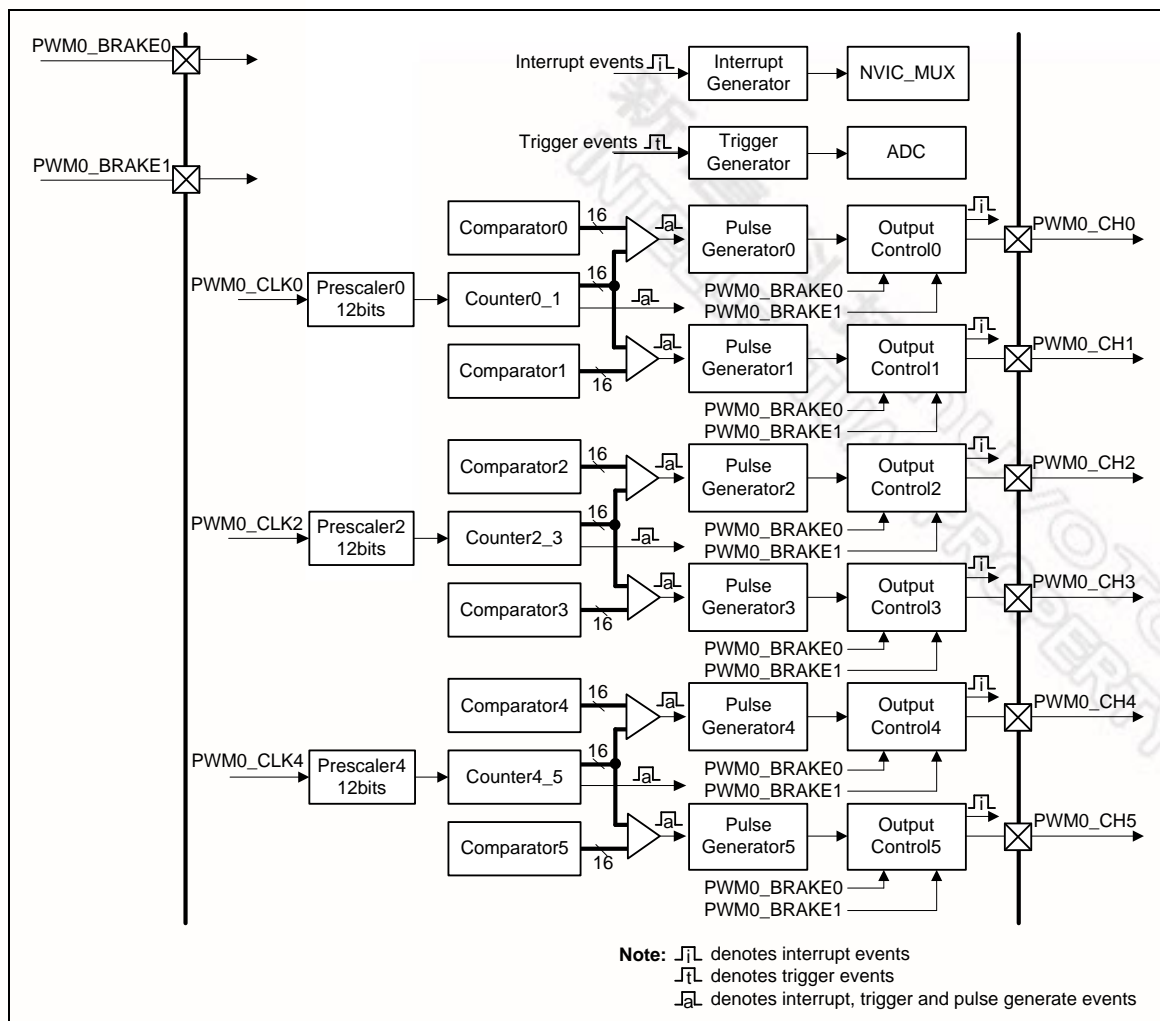 PWM0_BRAKE0
PWM0_BRAKE1
Interrupt events i
Interrupt
Generator
NVIC_MUX
Trigger events t
Trigger
Generator
ADC
Comparator0
16
a
Pulse
Generator0
Output
Control0
i
PWM0_CH0
PWM0_CLK0
Prescaler0
12bits
Counter0_1
16
a
PWM0_BRAKE0
PWM0_BRAKE1
Comparator1
16
a
Pulse
Generator1
Output
Control1
i
PWM0_CH1
PWM0_BRAKE0
PWM0_BRAKE1
Comparator2
16
a
Pulse
Generator2
Output
Control2
i
PWM0_CH2
PWM0_CLK2
Prescaler2
12bits
Counter2_3
16
a
PWM0_BRAKE0
PWM0_BRAKE1
Comparator3
16
a
Pulse
Generator3
Output
Control3
i
PWM0_CH3
PWM0_BRAKE0
PWM0_BRAKE1
Comparator4
16
a
Pulse
Generator4
Output
Control4
i
PWM0_CH4
PWM0_CLK4
Prescaler4
12bits
Counter4_5
16
a
PWM0_BRAKE0
PWM0_BRAKE1
Comparator5
16
a
Pulse
Generator5
Output
Control5
i
PWM0_CH5
PWM0_BRAKE0
PWM0_BRAKE1
Note: i denotes interrupt events
t denotes trigger events
a denotes interrupt, trigger and pulse generate events